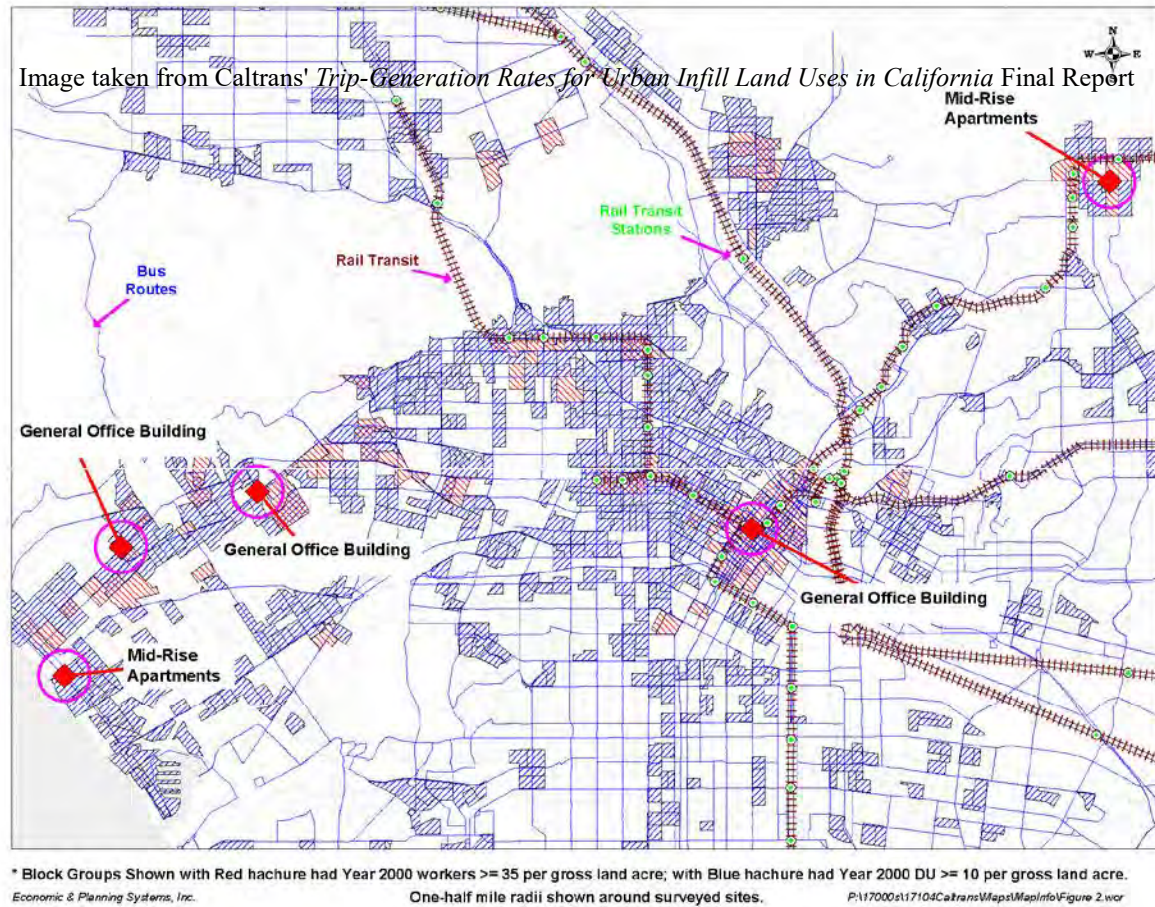 N
W E
Image taken from Caltrans' Trip-Generation Rates for Urban Infill Land Uses in California Final Report
Mid-Rise
Apartments
Rail Transit
Stations
Rail Transit
Bus
Routes
General Office Building
General Office Building
General Office Building
Mid-Rise
Apartments
* Block Groups Shown with Red hachure had Year 2000 workers >= 35 per gross land acre; with Blue hachure had Year 2000 DU >= 10 per gross land acre.
Economic & Planning Systems, Inc.
One-half mile radii shown around surveyed sites.
P:\17000s\17104Caltrans\Maps\MapInfo\Figure 2.wor